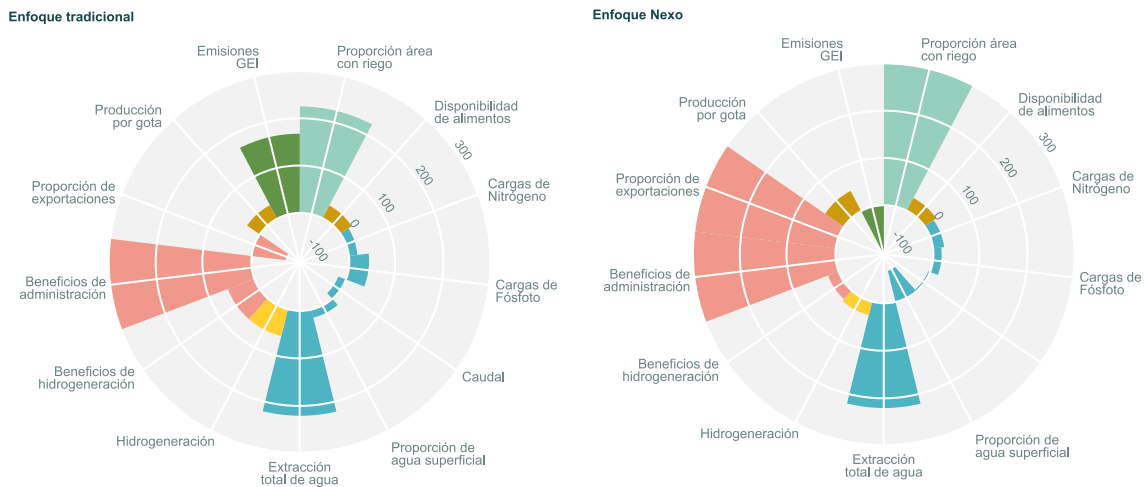 Enfoque tradicional
Emisiones
GEI
Proporción área
con riego
Producción
por gota
Disponibilidad
de alimentos
300
200
100
0
-100
Proporción de
exportaciones
Cargas de
Nitrógeno
Beneficios de
administración
Cargas de
Fósfoto
Beneficios de
hidrogeneración
Caudal
Hidrogeneración
Proporción de
agua superficial
Extracción
total de agua
Enfoque Nexo
Emisiones
GEI
Proporción área
con riego
Producción
por gota
Disponibilidad
de alimentos
300
200
100
0
-100
Proporción de
exportaciones
Cargas de
Nitrógeno
Beneficios de
administración
Cargas de
Fósfoto
Beneficios de
hidrogeneración
Hidrogeneración
Proporción de
agua superficial
Extracción
total de agua